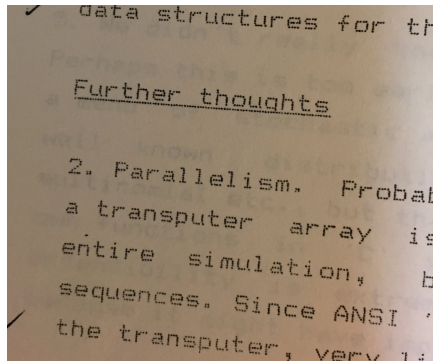 data structures for th
Further thoughts
2. Parallelism. Probab
a transputer array is
entire simulation, b
sequences. Since ANSI
the transputer, very li